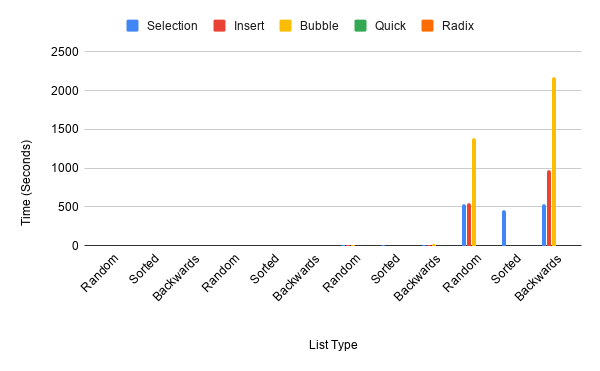 Selection Insert Bubble Quick Radix
2500
2000
1500
1000
500
0
Time (Seconds)
Random Sorted Backwards Random Sorted Backwards Random Sorted Backwards Random Sorted Backwards
List Type